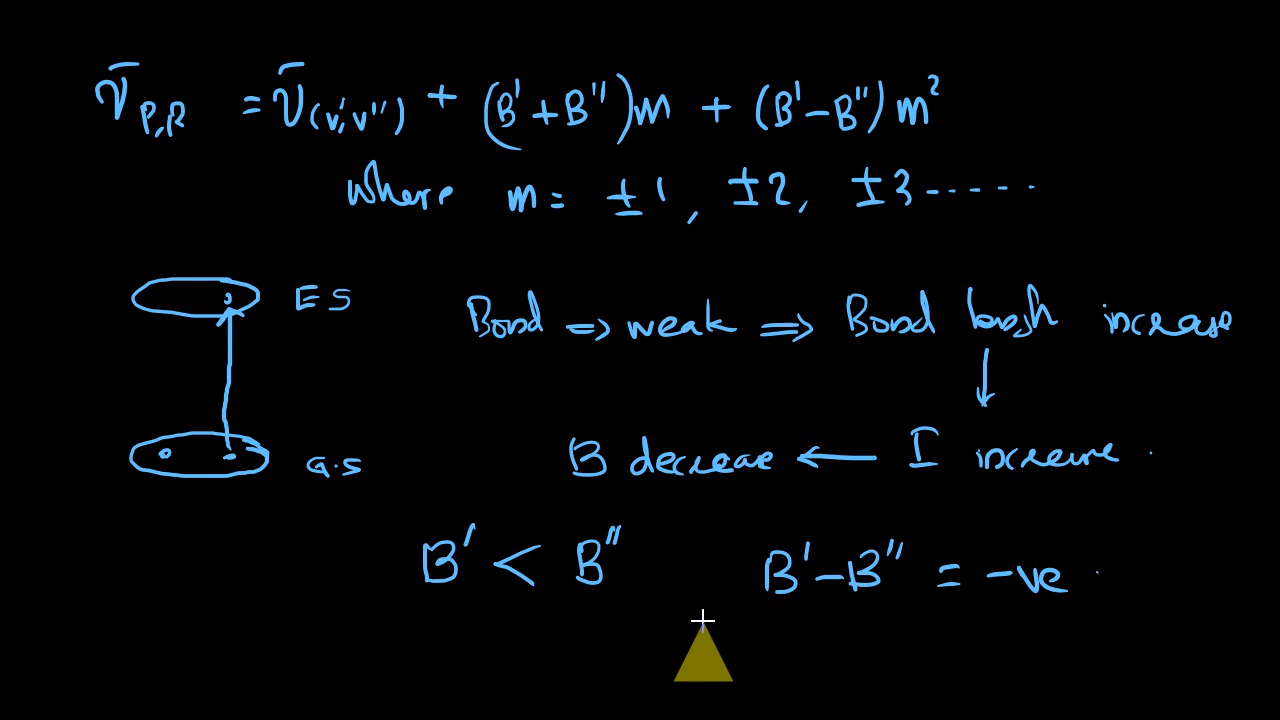 ν̄ P,R = ν̄(v′,v″) + (B′+B″)m + (B′−B″)m²
where m = ±1, ±2, ±3 ------
E S
Bond ⇒ weak ⇒ Bond length increase
↓
B decrease ← I increase .
G.S
B′ < B″ B′−B″ = −ve .